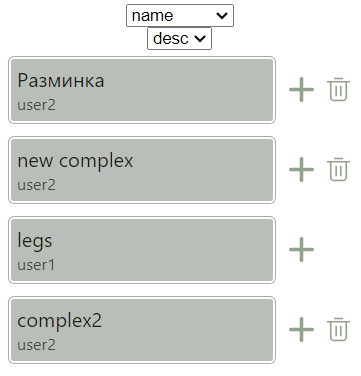 name
desc
Разминка
user2
new complex
user2
legs
user1
complex2
user2